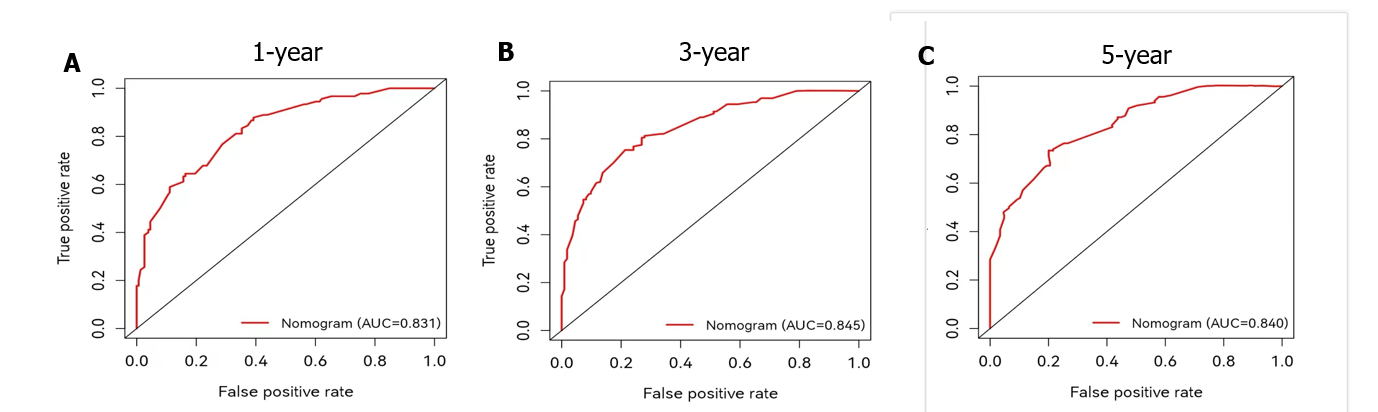 A
1-year
True positive rate
1.0
0.8
0.6
0.4
0.2
0.0
Nomogram (AUC=0.831)
0.0 0.2 0.4 0.6 0.8 1.0
False positive rate
B
3-year
True positive rate
1.0
0.8
0.6
0.4
0.2
0.0
Nomogram (AUC=0.845)
0.0 0.2 0.4 0.6 0.8 1.0
False positive rate
C
5-year
1.0
0.8
0.6
0.4
0.2
0.0
Nomogram (AUC=0.840)
0.0 0.2 0.4 0.6 0.8 1.0
False positive rate